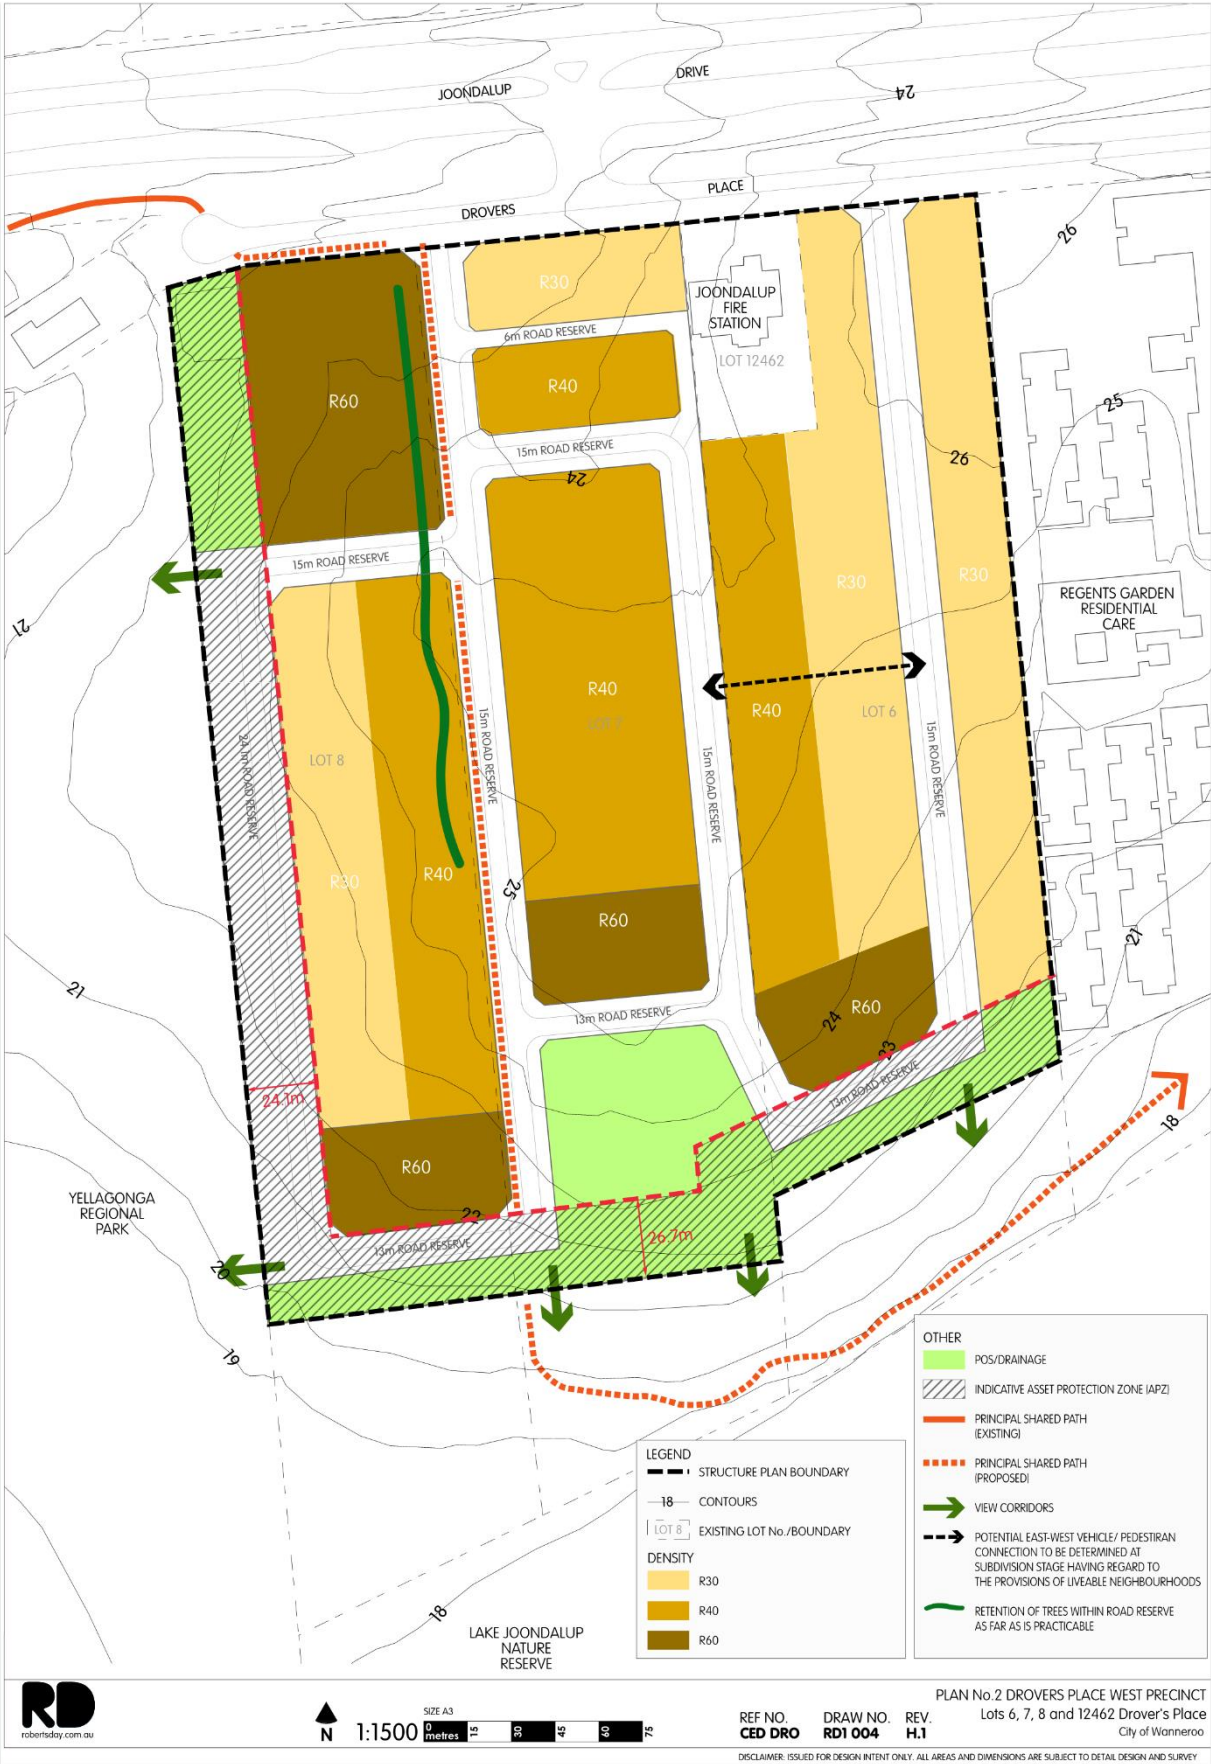 JOONDALUP
DRIVE
24
DROVERS
PLACE
26
R30
JOONDALUP
FIRE
STATION
6m ROAD RESERVE
LOT 12462
R40
R60
25
15m ROAD RESERVE
26
24
15m ROAD RESERVE
R30
R30
REGENTS GARDEN
RESIDENTIAL
CARE
21
R40
R40
LOT 7
LOT 6
15m ROAD RESERVE
15m ROAD RESERVE
15m ROAD RESERVE
24.1m ROAD RESERVE
LOT 8
R30
R40
25
R60
21
21
R60
24
13m ROAD RESERVE
23
13m ROAD RESERVE
24.1m
18
R60
YELLAGONGA
REGIONAL
PARK
22
26.7m
13m ROAD RESERVE
20
19
18
LAKE JOONDALUP
NATURE
RESERVE
LEGEND
STRUCTURE PLAN BOUNDARY
18 CONTOURS
LOT 8 EXISTING LOT No./BOUNDARY
DENSITY
R30
R40
R60
OTHER
POS/DRAINAGE
INDICATIVE ASSET PROTECTION ZONE (APZ)
PRINCIPAL SHARED PATH
(EXISTING)
PRINCIPAL SHARED PATH
(PROPOSED)
VIEW CORRIDORS
POTENTIAL EAST-WEST VEHICLE/ PEDESTIRAN
CONNECTION TO BE DETERMINED AT
SUBDIVISION STAGE HAVING REGARD TO
THE PROVISIONS OF LIVEABLE NEIGHBOURHOODS
RETENTION OF TREES WITHIN ROAD RESERVE
AS FAR AS IS PRACTICABLE
RD
robertsday.com.au
N
1:1500
SIZE A3
0 metres 15 30 45 60 75
REF NO. DRAW NO. REV.
CED DRO RD1 004 H.1
PLAN No.2 DROVERS PLACE WEST PRECINCT
Lots 6, 7, 8 and 12462 Drover's Place
City of Wanneroo
DISCLAIMER: ISSUED FOR DESIGN INTENT ONLY. ALL AREAS AND DIMENSIONS ARE SUBJECT TO DETAIL DESIGN AND SURVEY